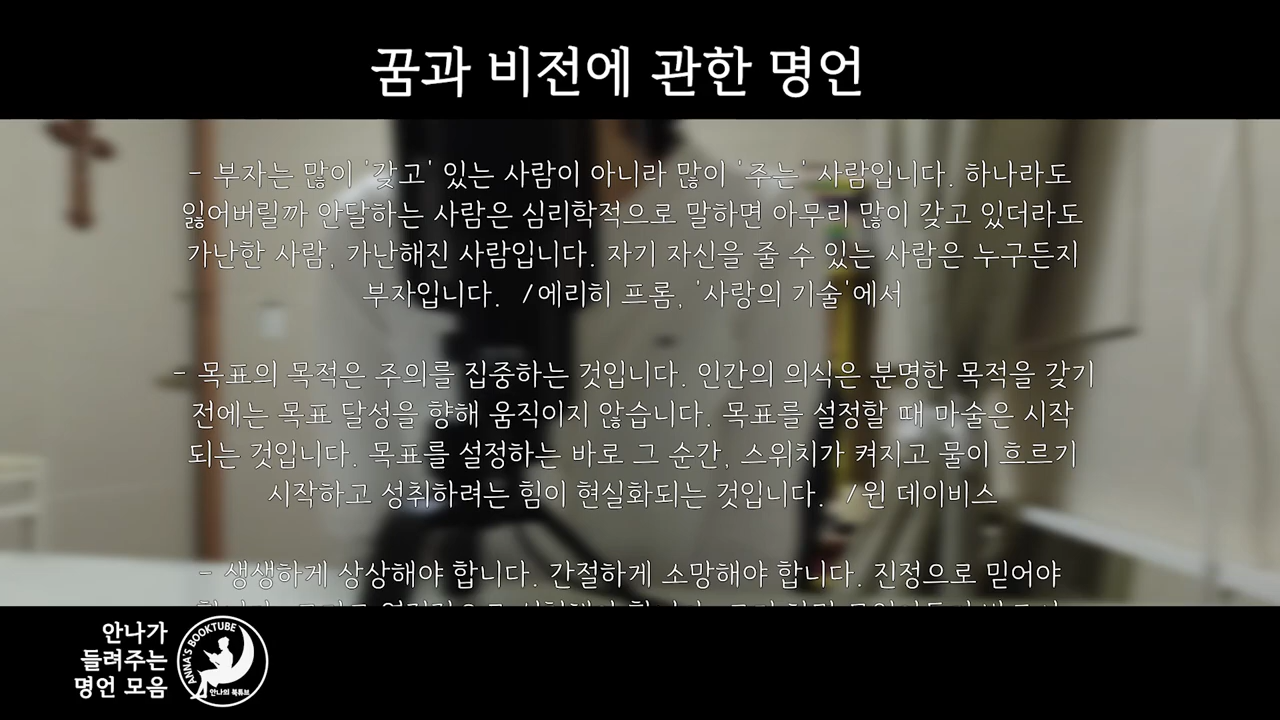 꿈과 비전에 관한 명언
- 부자는 많이 '갖고' 있는 사람이 아니라 많이 '주는' 사람입니다. 하나라도
잃어버릴까 안달하는 사람은 심리학적으로 말하면 아무리 많이 갖고 있더라도
가난한 사람, 가난해진 사람입니다. 자기 자신을 줄 수 있는 사람은 누구든지
부자입니다. /에리히 프롬, '사랑의 기술'에서
- 목표의 목적은 주의를 집중하는 것입니다. 인간의 의식은 분명한 목적을 갖기
전에는 목표 달성을 향해 움직이지 않습니다. 목표를 설정할 때 마술은 시작
되는 것입니다. 목표를 설정하는 바로 그 순간, 스위치가 켜지고 물이 흐르기
시작하고 성취하려는 힘이 현실화되는 것입니다. /윈 데이비스
- 생생하게 상상해야 합니다. 간절하게 소망해야 합니다. 진정으로 믿어야
안나가
들려주는
명언 모음
ANNA'S BOOKTUBE
안나의 북튜브